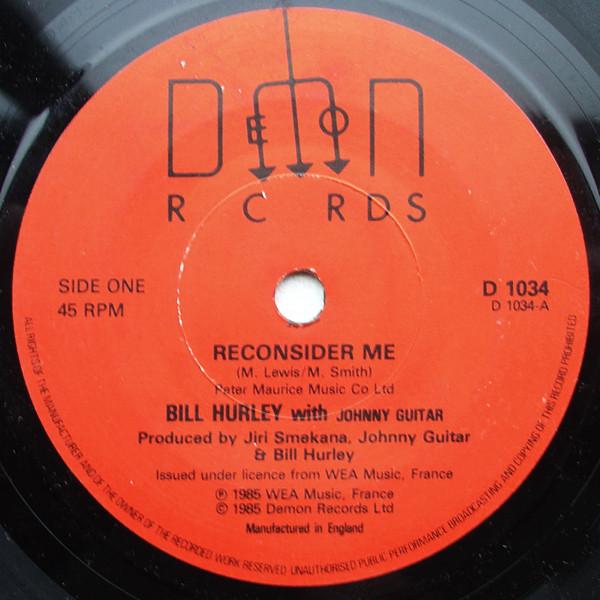 DEMON
RECORDS
SIDE ONE
45 RPM
D 1034
D 1034-A
RECONSIDER ME
(M. Lewis/M. Smith)
Peter Maurice Music Co Ltd
BILL HURLEY with JOHNNY GUITAR
Produced by Jiri Smekana, Johnny Guitar
& Bill Hurley
Issued under licence from WEA Music, France
℗ 1985 WEA Music, France
© 1985 Demon Records Ltd
Manufactured in England
ALL RIGHTS OF THE MANUFACTURER AND OF THE OWNER OF THE RECORDED WORK RESERVED UNAUTHORISED PUBLIC PERFORMANCE BROADCASTING AND COPYING OF THIS RECORD PROHIBITED